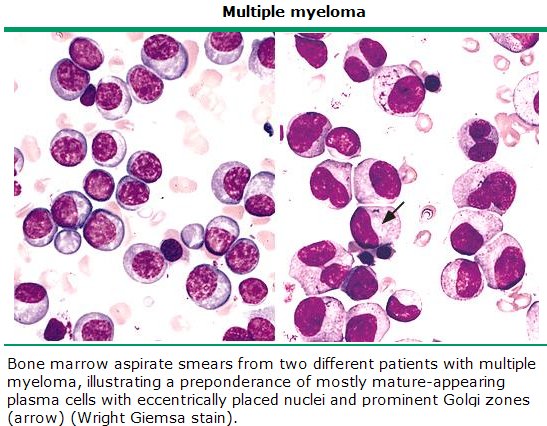 Multiple myeloma
Bone marrow aspirate smears from two different patients with multiple
myeloma, illustrating a preponderance of mostly mature-appearing
plasma cells with eccentrically placed nuclei and prominent Golgi zones
(arrow) (Wright Giemsa stain).